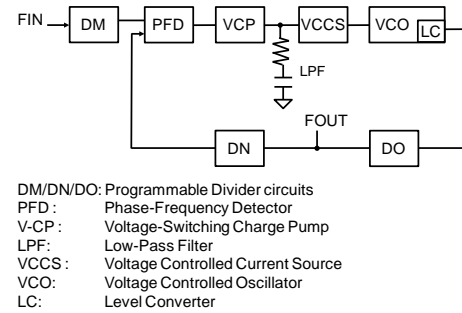 FIN DM PFD VCP VCCS VCO LC
LPF
FOUT
DN DO
DM/DN/DO: Programmable Divider circuits
PFD : Phase-Frequency Detector
V-CP : Voltage-Switching Charge Pump
LPF: Low-Pass Filter
VCCS : Voltage Controlled Current Source
VCO: Voltage Controlled Oscillator
LC: Level Converter